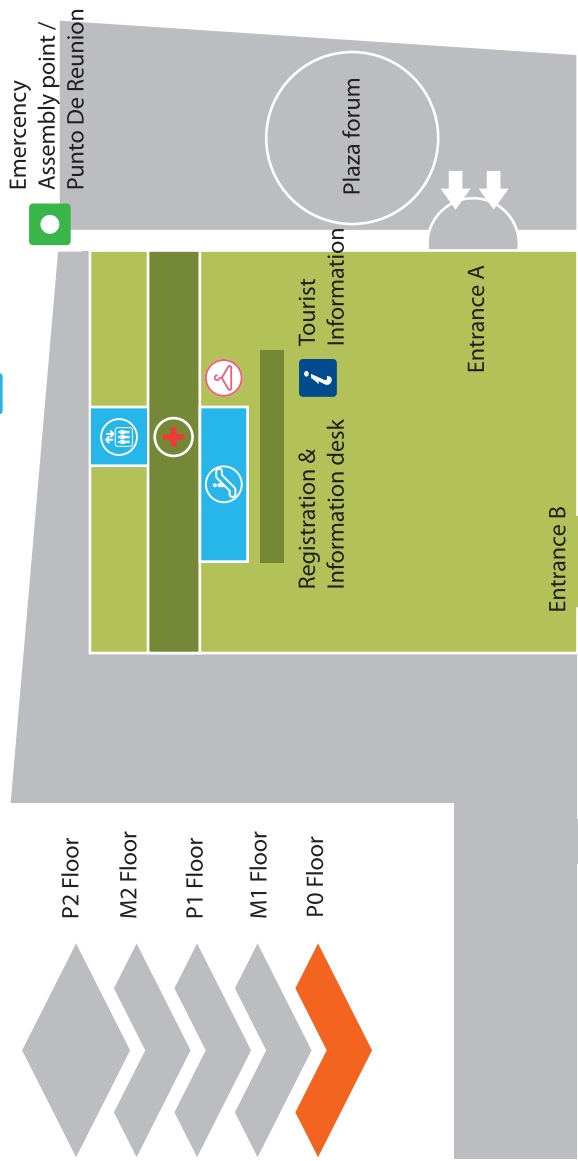 Emercency
Assembly point /
Punto De Reunion
Plaza forum
Tourist
Information
i
Registration &
Information desk
Entrance A
Entrance B
P2 Floor
M2 Floor
P1 Floor
M1 Floor
P0 Floor